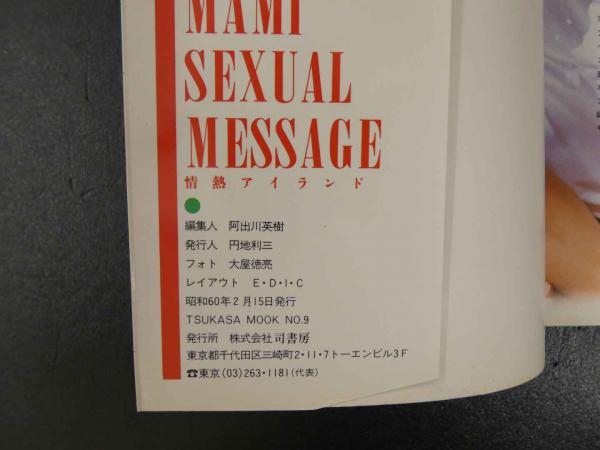 MAMI
SEXUAL
MESSAGE
情熱アイランド
編集人 阿出川英樹
発行人 円地利三
フォト 大屋徳亮
レイアウト E・D・I・C
昭和60年2月15日発行
TSUKASA MOOK NO.9
発行所 株式会社司書房
東京都千代田区三崎町2・11・7トーエンビル3F
☎東京(03)263・1181(代表)